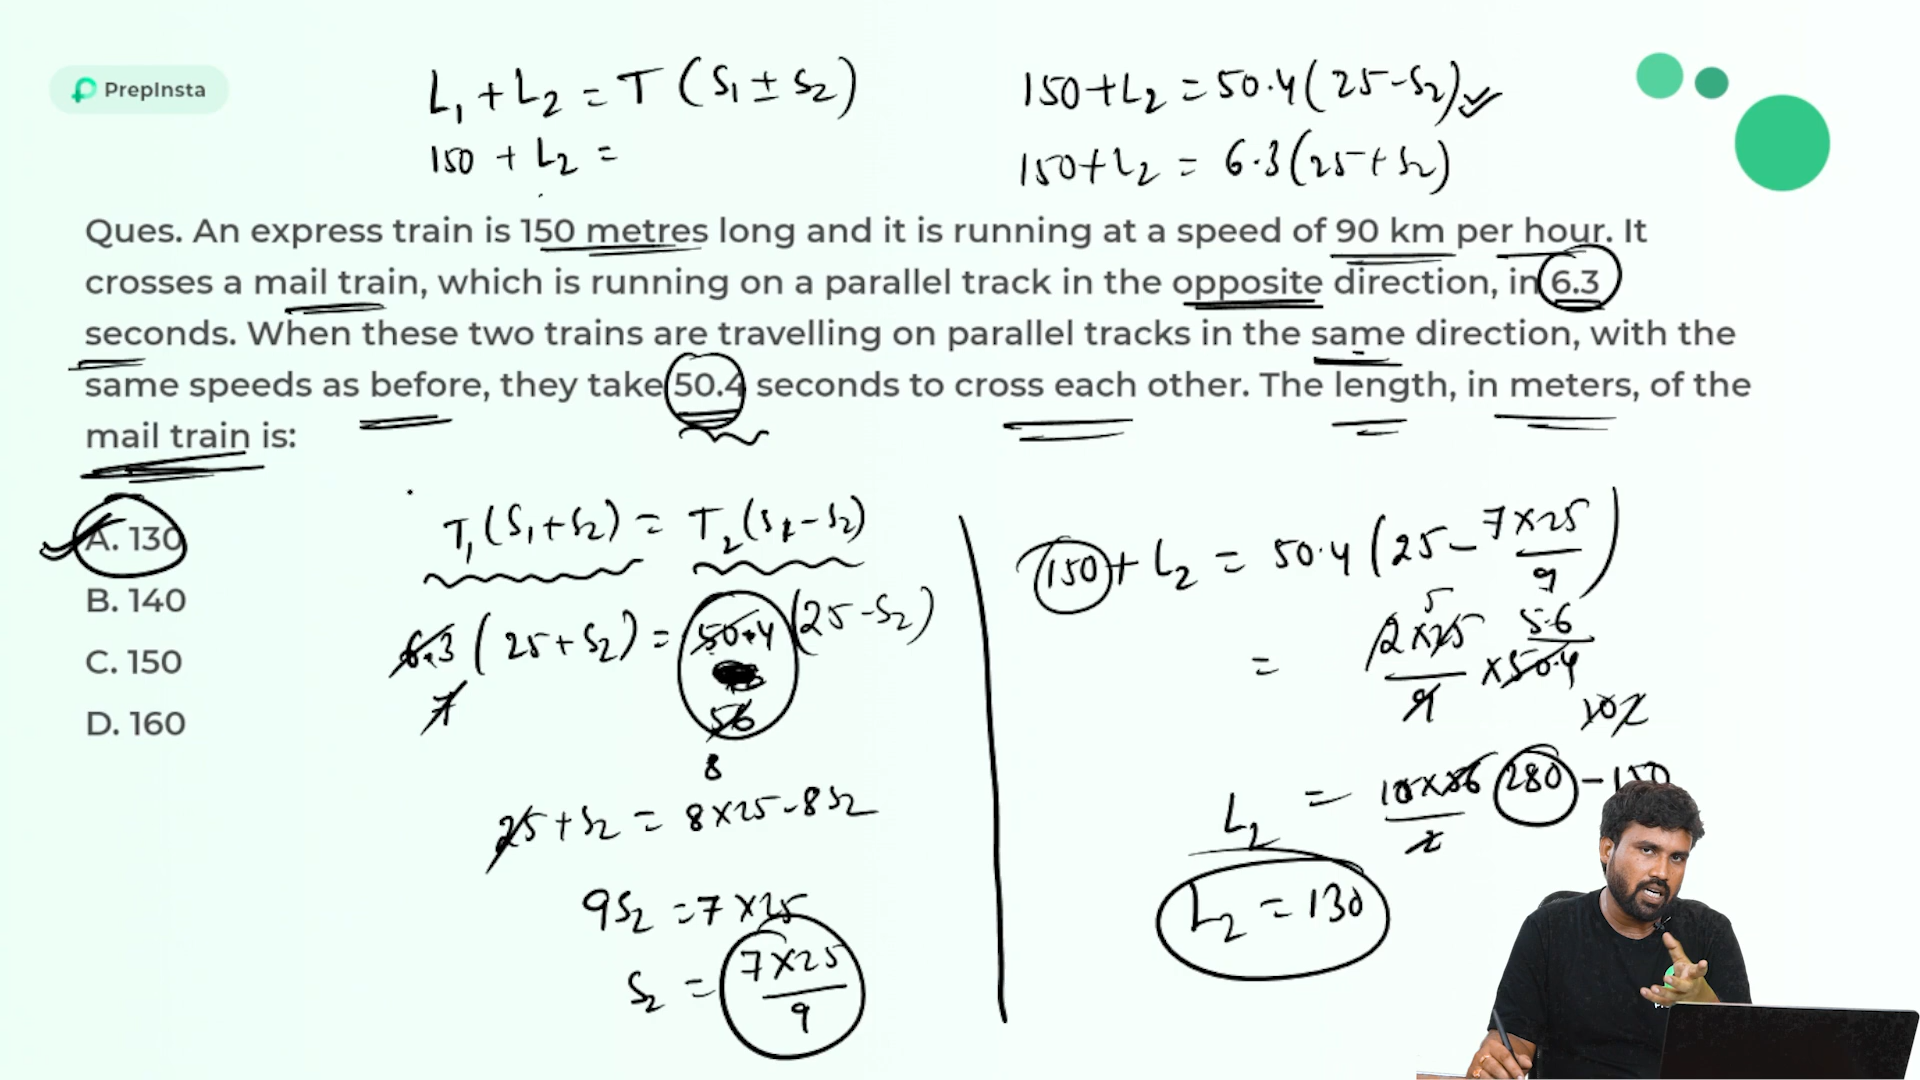 PrepInsta
L₁ + L₂ = T (S₁ ± S₂)
150 + L₂ =
150 + L₂ = 50.4 (25 - S₂)
150 + L₂ = 6.3 (25 + S₂)
Ques. An express train is 150 metres long and it is running at a speed of 90 km per hour. It
crosses a mail train, which is running on a parallel track in the opposite direction, in 6.3
seconds. When these two trains are travelling on parallel tracks in the same direction, with the
same speeds as before, they take 50.4 seconds to cross each other. The length, in meters, of the
mail train is:
A. 130
B. 140
C. 150
D. 160
T₁ (S₁ + S₂) = T₂ (S₁ - S₂)
6.3 (25 + S₂) = 50.4 (25 - S₂)
7
56
8
25 + S₂ = 8 x 25 - 8S₂
9S₂ = 7 x 25
S₂ = 7 x 25
9
150 + L₂ = 50.4 (25 - 7 x 25
9 )
5 5.6
= 2 x 25 x 50.4
9
L₂ = 280 - 150
2
L₂ = 130